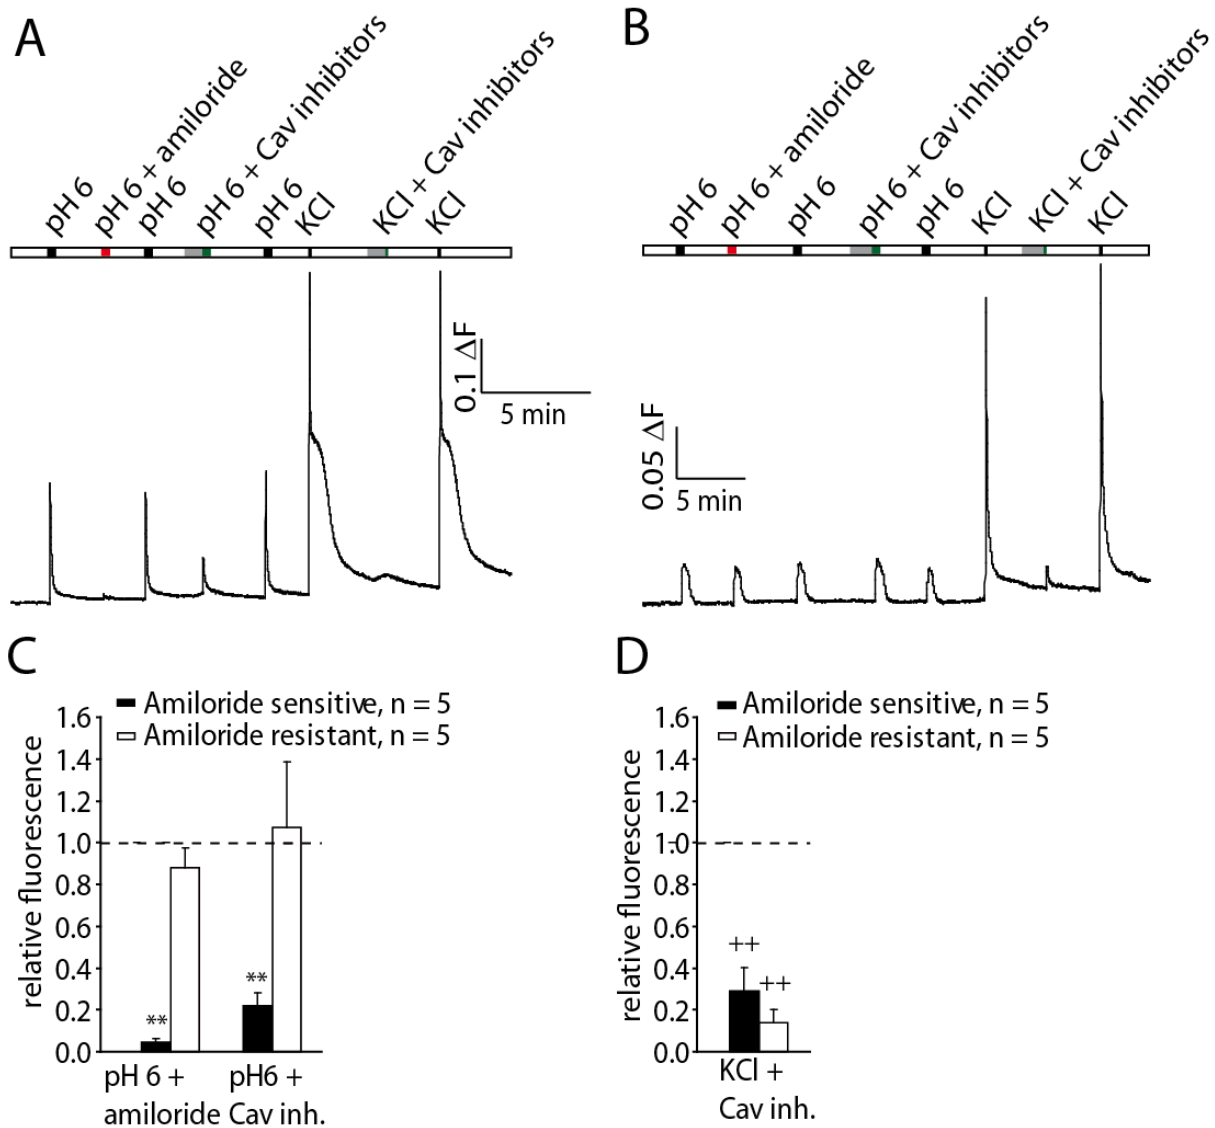 A
pH 6
pH 6 + amiloride
pH 6
pH 6 + Cav inhibitors
pH 6
KCl
KCl + Cav inhibitors
KCl
0.1 ΔF
5 min
B
pH 6
pH 6 + amiloride
pH 6
pH 6 + Cav inhibitors
pH 6
KCl
KCl + Cav inhibitors
KCl
0.05 ΔF
5 min
C
Amiloride sensitive, n = 5
Amiloride resistant, n = 5
relative fluorescence
1.6
1.4
1.2
1.0
0.8
0.6
0.4
0.2
0.0
**
**
pH 6 +
amiloride
pH6 +
Cav inh.
D
Amiloride sensitive, n = 5
Amiloride resistant, n = 5
relative fluorescence
1.6
1.4
1.2
1.0
0.8
0.6
0.4
0.2
0.0
++
++
KCl +
Cav inh.